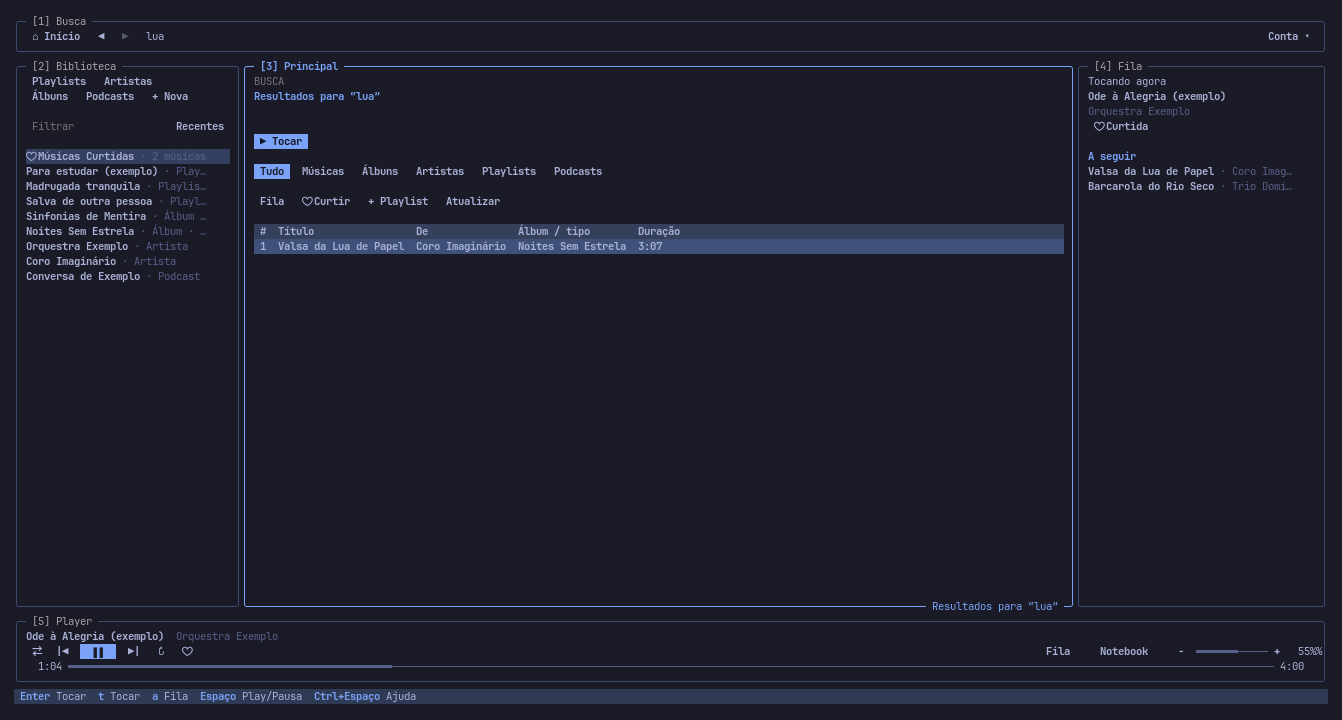 [1] Busca
⌂ Início ◀ ▶ lua Conta ▾
[2] Biblioteca
Playlists Artistas
Álbuns Podcasts + Nova
Filtrar Recentes
♡Músicas Curtidas · 2 músicas
Para estudar (exemplo) · Play…
Madrugada tranquila · Playlis…
Salva de outra pessoa · Playl…
Sinfonias de Mentira · Álbum …
Noites Sem Estrela · Álbum · …
Orquestra Exemplo · Artista
Coro Imaginário · Artista
Conversa de Exemplo · Podcast
[3] Principal
BUSCA
Resultados para “lua”
▶ Tocar
Tudo Músicas Álbuns Artistas Playlists Podcasts
Fila ♡Curtir + Playlist Atualizar
# Título De Álbum / tipo Duração
1 Valsa da Lua de Papel Coro Imaginário Noites Sem Estrela 3:07
Resultados para “lua”
[4] Fila
Tocando agora
Ode à Alegria (exemplo)
Orquestra Exemplo
♡Curtida
A seguir
Valsa da Lua de Papel · Coro Imag…
Barcarola do Rio Seco · Trio Domi…
[5] Player
Ode à Alegria (exemplo) Orquestra Exemplo
Fila Notebook - + 55%%
1:04 4:00
Enter Tocar t Tocar a Fila Espaço Play/Pausa Ctrl+Espaço Ajuda